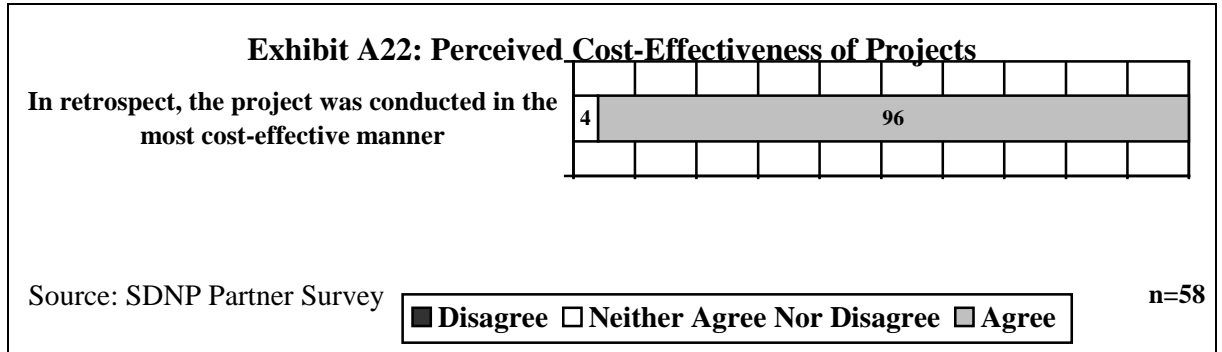 Exhibit A22: Perceived Cost-Effectiveness of Projects
In retrospect, the project was conducted in the
most cost-effective manner
4 96
Source: SDNP Partner Survey
n=58
Disagree Neither Agree Nor Disagree Agree